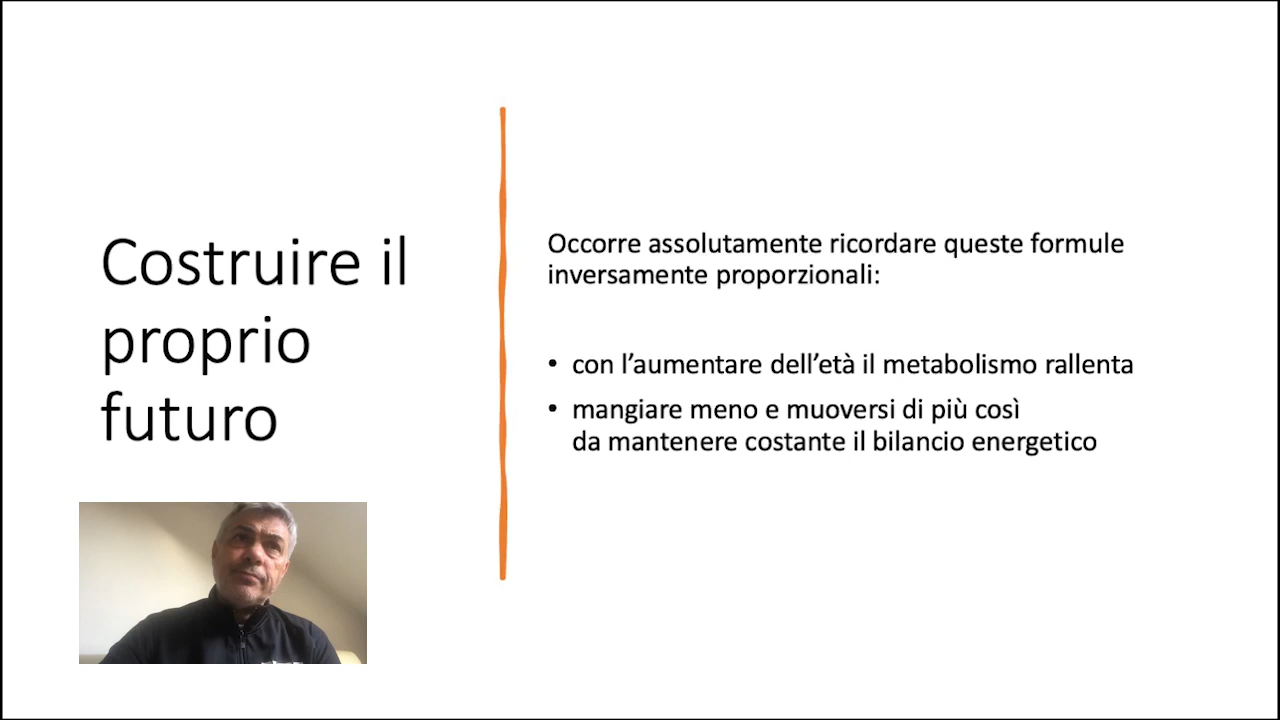 Costruire il
proprio
futuro
Occorre assolutamente ricordare queste formule
inversamente proporzionali:
• con l’aumentare dell’età il metabolismo rallenta
• mangiare meno e muoversi di più così
da mantenere costante il bilancio energetico